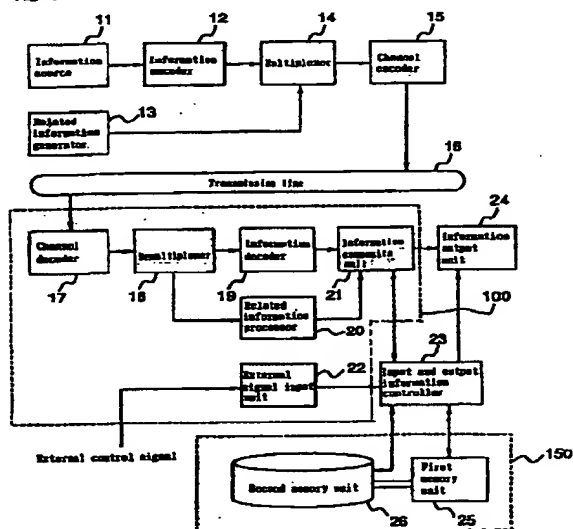 11
12
14
15
Information
source
Information
encoder
Multiplexor
Channel
encoder
13
Related
information
generator
16
Transmission line
24
Channel
decoder
Demultiplexor
Information
decoder
Information
composite
unit
Information
output
unit
17
18
19
21
100
Related
information
processor
20
23
22
External
signal input
unit
Input and output
information
controller
External control signal
150
Second memory unit
First
memory
unit
26
25